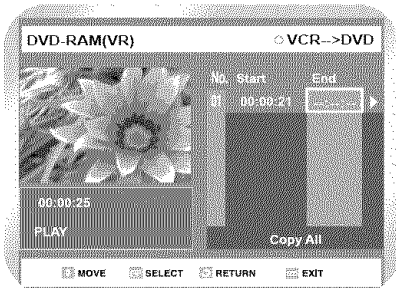 DVD-RAM(VR)
VCR-->DVD
No. Start End
01 00:00:21 --:--:--
00:00:25
PLAY
Copy All
MOVE SELECT RETURN EXIT